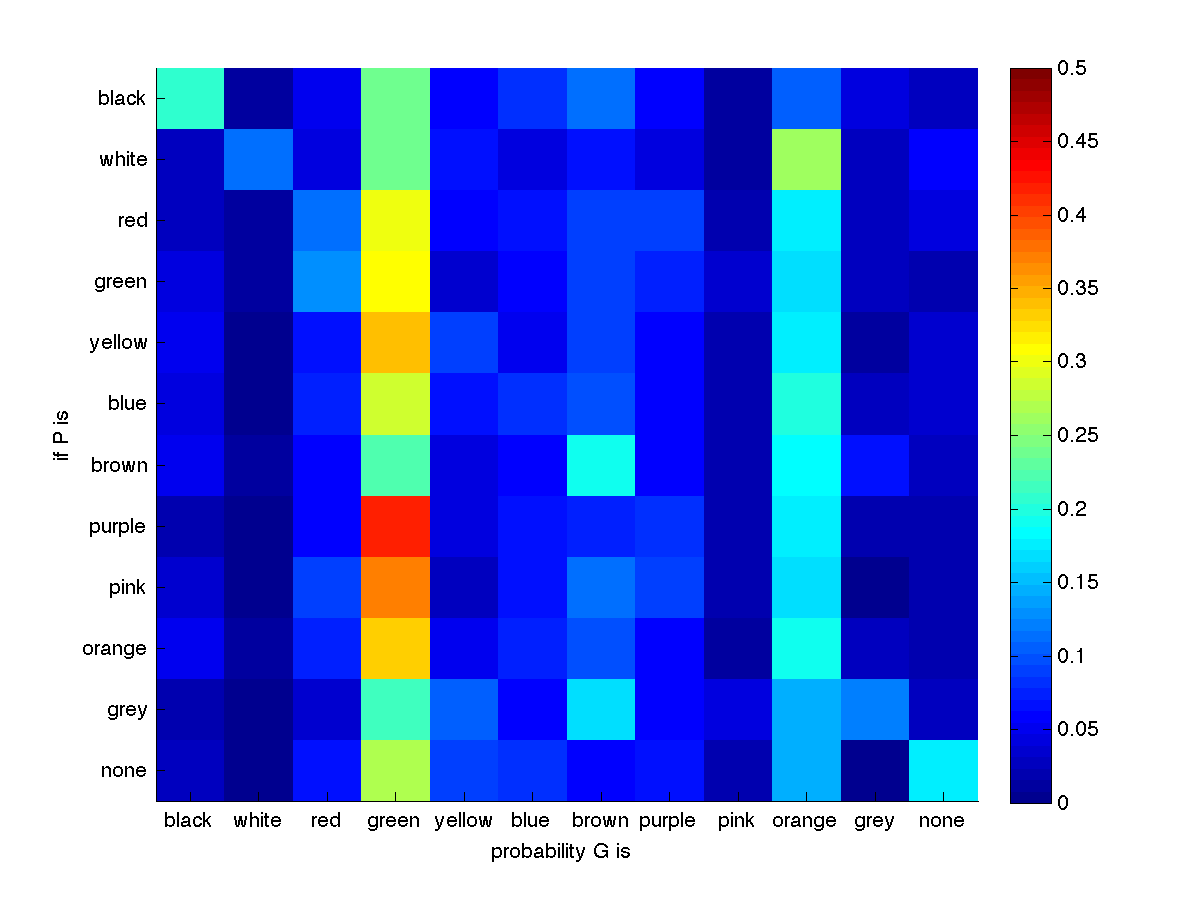 if P is
black
white
red
green
yellow
blue
brown
purple
pink
orange
grey
none
black white red green yellow blue brown purple pink orange grey none
probability G is
0.5
0.45
0.4
0.35
0.3
0.25
0.2
0.15
0.1
0.05
0